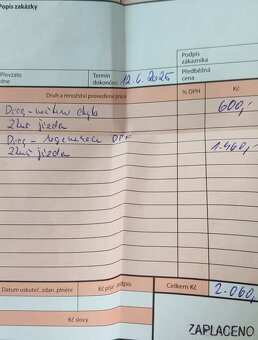 Popis zakázky
Podpis
zákazníka
Převzato
dne
Termín
dokončení 12.6.2025
Předběžná
cena
Druh a množství provedené práce % DPH Kč
Diag - načtení chyb 600,-
Zkuš jízda
Diag - regenerace DPF 1.460,-
Zkuš jízda
Datum uskuteč. zdan. plnění Kč Celkem Kč 2.060,-
Kč slovy
ZAPLACENO